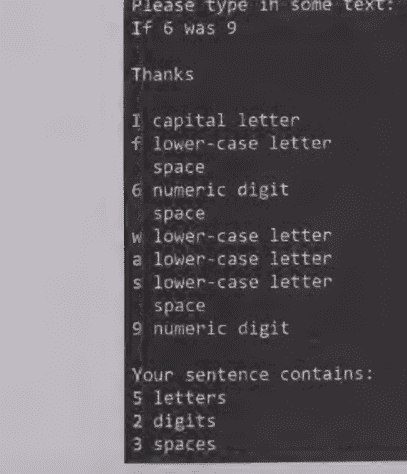 Please type in some text:
If 6 was 9
Thanks
I capital letter
f lower-case letter
space
6 numeric digit
space
w lower-case letter
a lower-case letter
s lower-case letter
space
9 numeric digit
Your sentence contains:
5 letters
2 digits
3 spaces